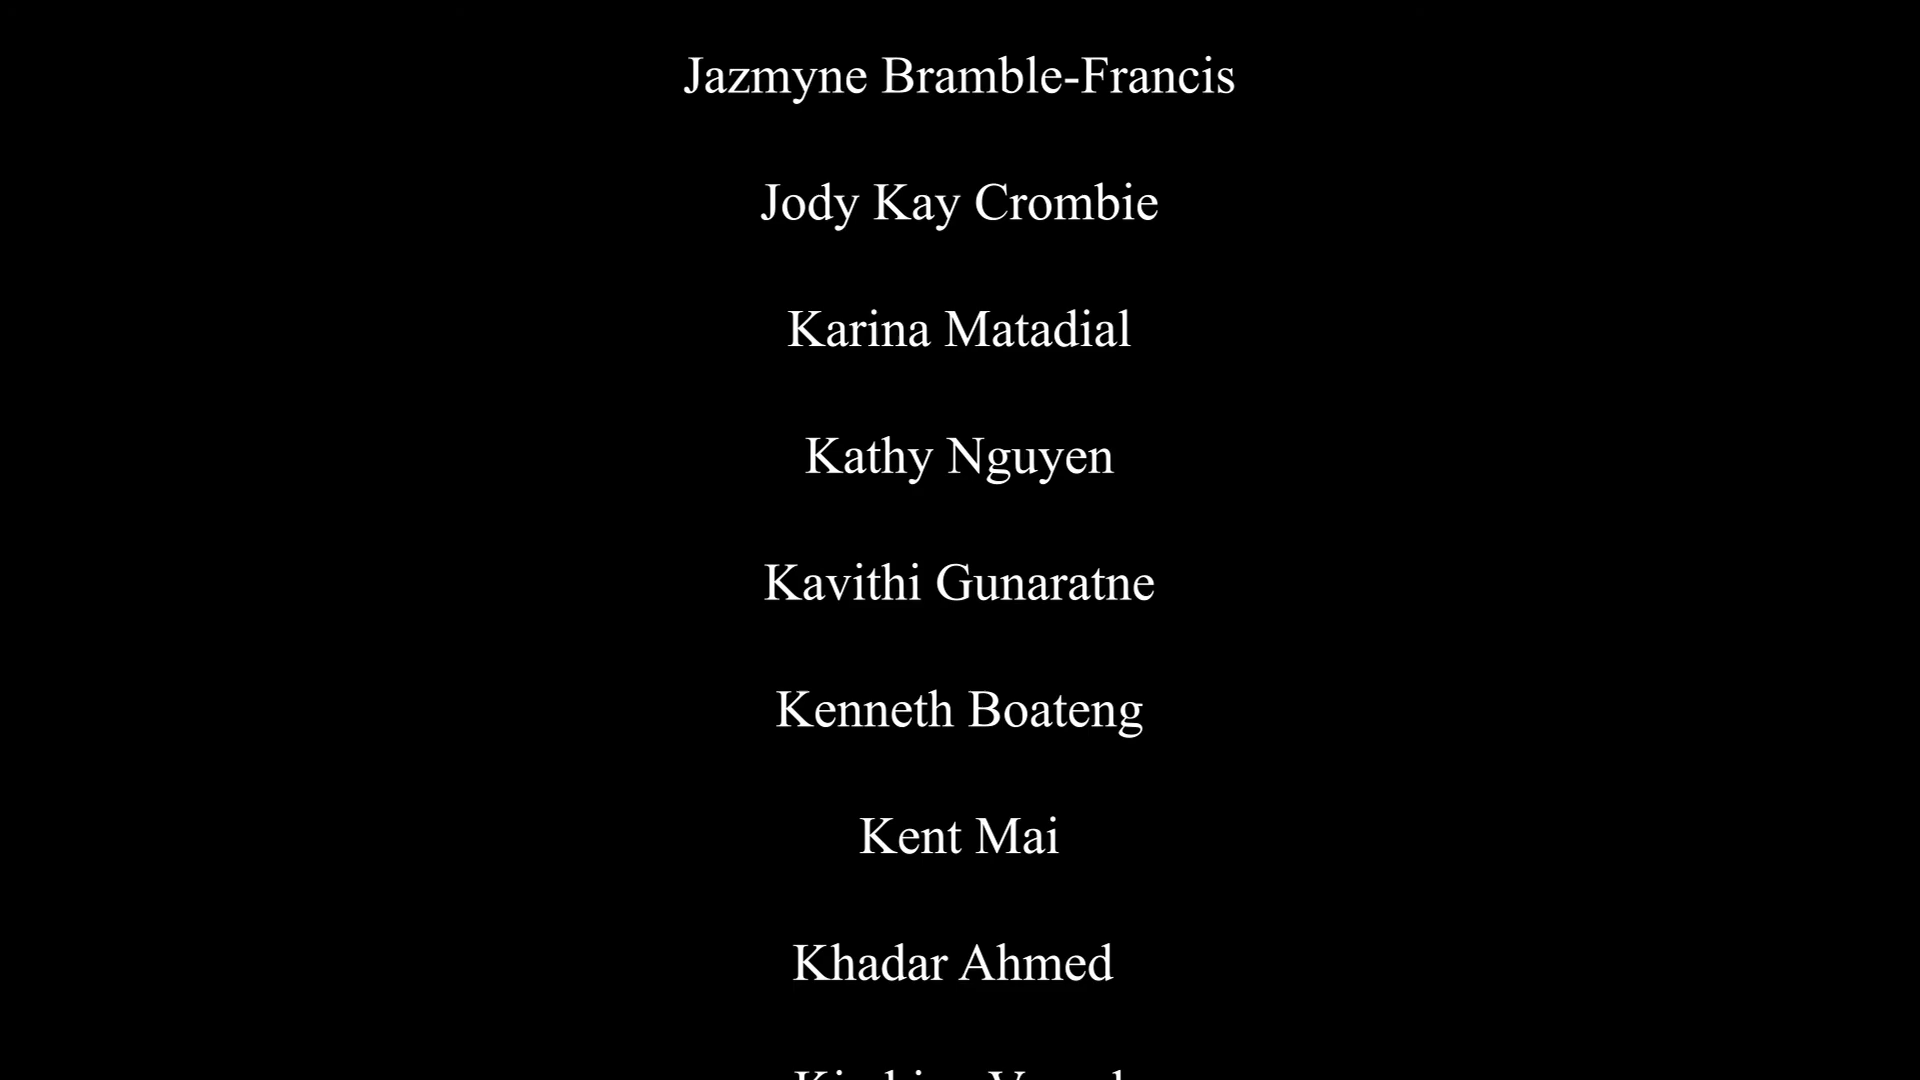 Jazmyne Bramble-Francis
Jody Kay Crombie
Karina Matadial
Kathy Nguyen
Kavithi Gunaratne
Kenneth Boateng
Kent Mai
Khadar Ahmed